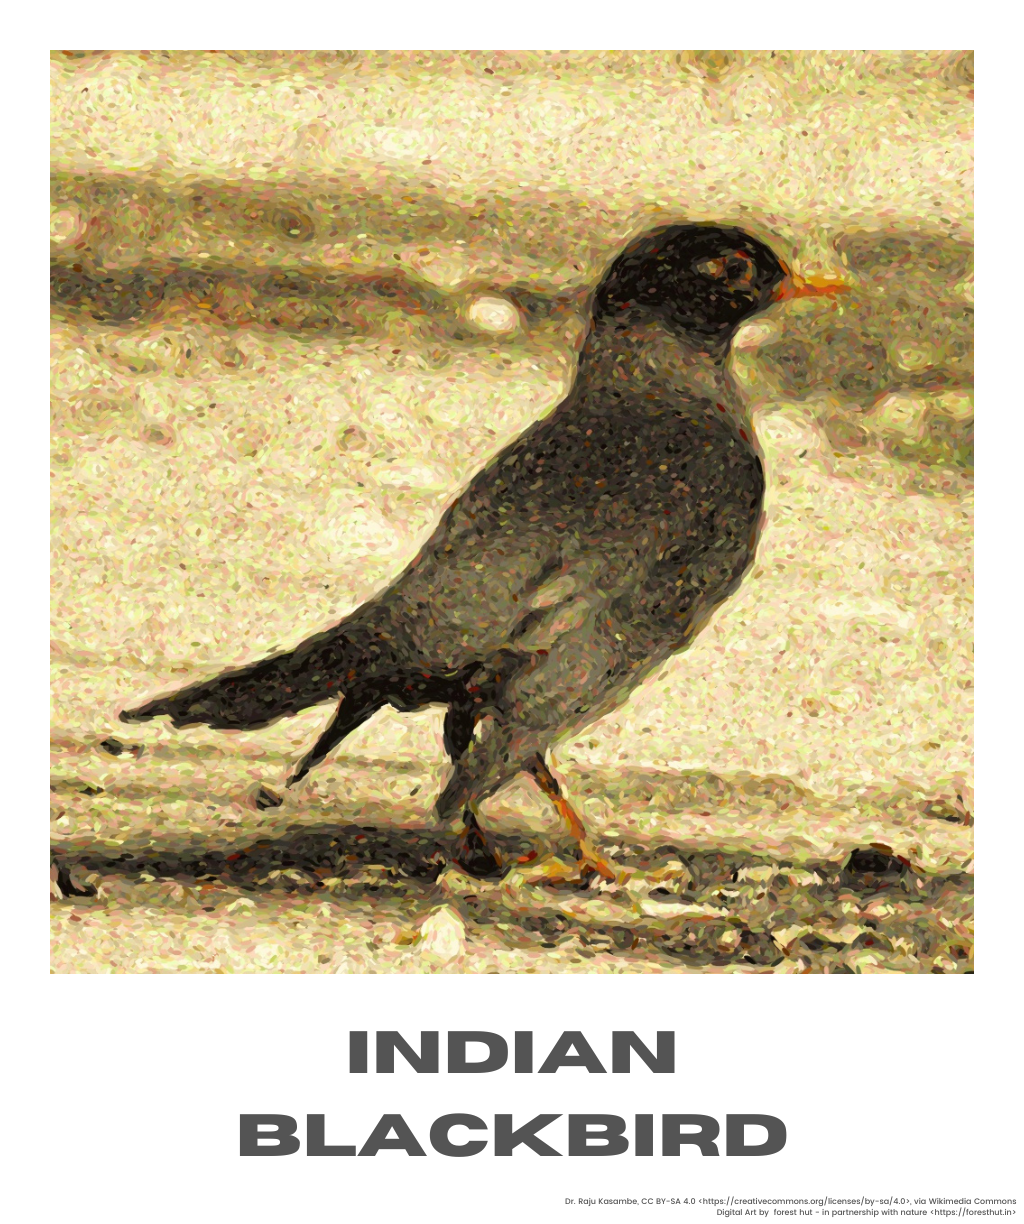 INDIAN
BLACKBIRD
Dr. Raju Kasambe, CC BY-SA 4.0 <https://creativecommons.org/licenses/by-sa/4.0>, via Wikimedia Commons
Digital Art by  forest hut - in partnership with nature <https://foresthut.in>